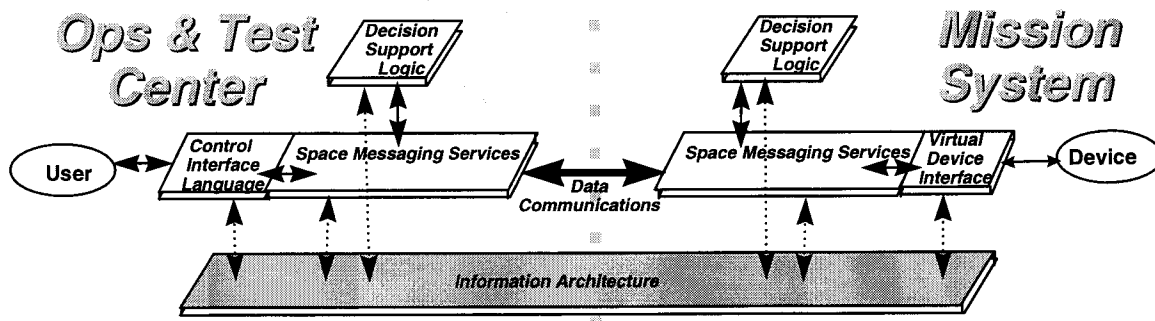 Ops & Test
Center
Decision
Support
Logic
Decision
Support
Logic
Mission
System
User
Control
Interface
Language
Space Messaging Services
Data
Communications
Space Messaging Services
Virtual
Device
Interface
Device
Information Architecture